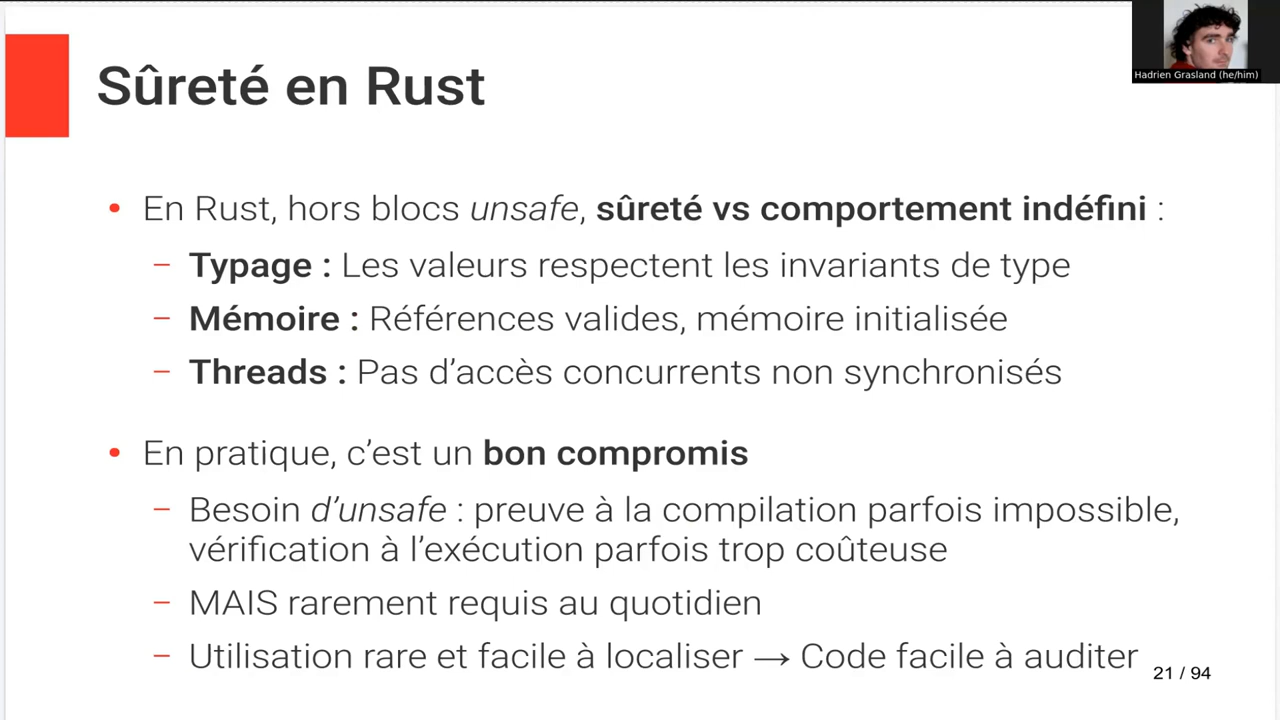 Sûreté en Rust
Hadrien Grasland (he/him)
• En Rust, hors blocs unsafe, sûreté vs comportement indéfini :
– Typage : Les valeurs respectent les invariants de type
– Mémoire : Références valides, mémoire initialisée
– Threads : Pas d’accès concurrents non synchronisés
• En pratique, c’est un bon compromis
– Besoin d’unsafe : preuve à la compilation parfois impossible,
vérification à l’exécution parfois trop coûteuse
– MAIS rarement requis au quotidien
– Utilisation rare et facile à localiser → Code facile à auditer
21 / 94